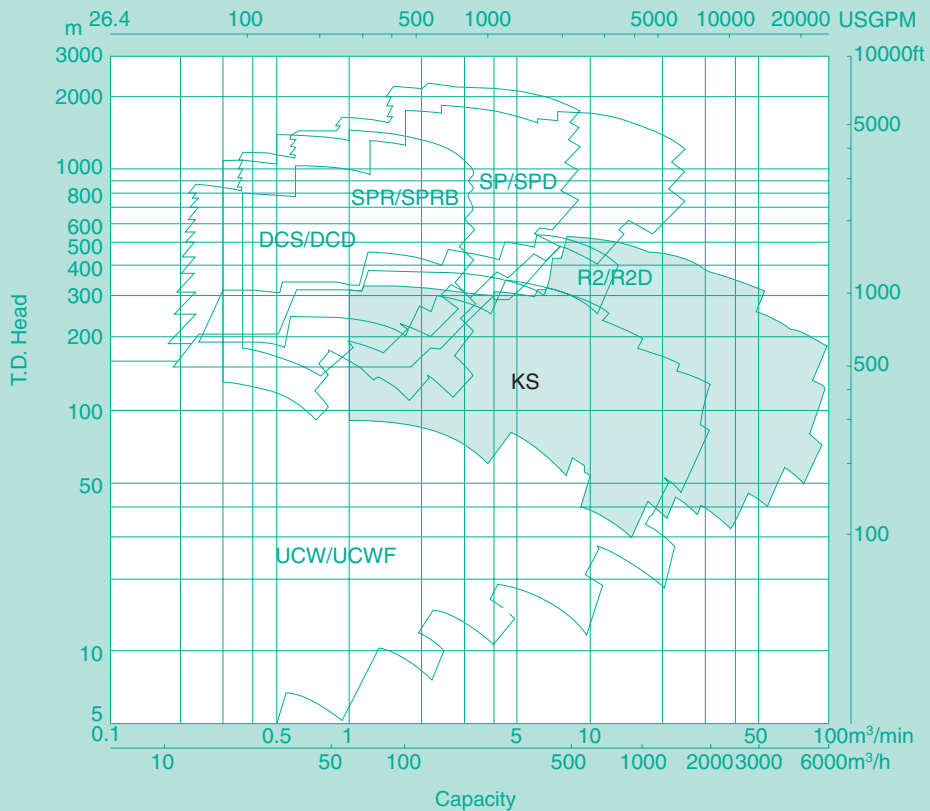 m 26.4 100 500 1000 5000 10000 20000 USGPM
3000 10000ft
2000
5000
1000
SP/SPD
800 SPR/SPRB
600
DCS/DCD
500
400 R2/R2D
300 1000
200
500
T.D. Head
KS
100
50
100
UCW/UCWF
10
5
0.1 0.5 1 5 10 50 100m³/min
10 50 100 500 1000 2000 3000 6000m³/h
Capacity